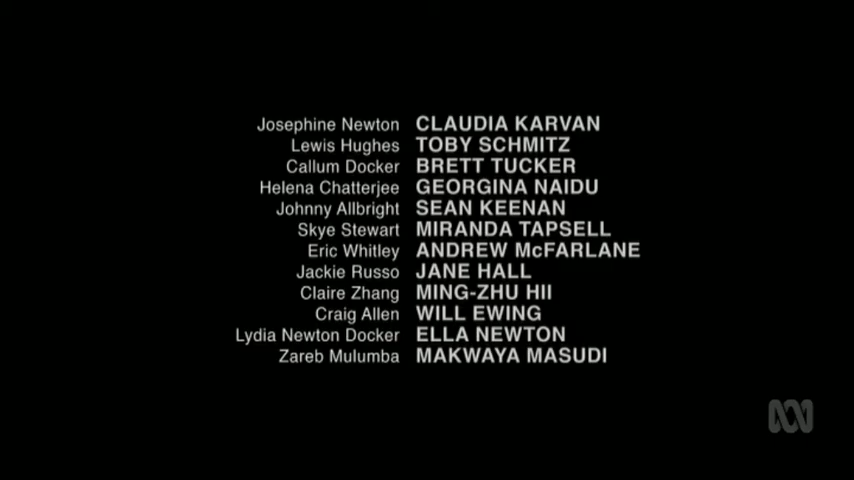 Josephine Newton CLAUDIA KARVAN
Lewis Hughes TOBY SCHMITZ
Callum Docker BRETT TUCKER
Helena Chatterjee GEORGINA NAIDU
Johnny Allbright SEAN KEENAN
Skye Stewart MIRANDA TAPSELL
Eric Whitley ANDREW McFARLANE
Jackie Russo JANE HALL
Claire Zhang MING-ZHU HII
Craig Allen WILL EWING
Lydia Newton Docker ELLA NEWTON
Zareb Mulumba MAKWAYA MASUDI